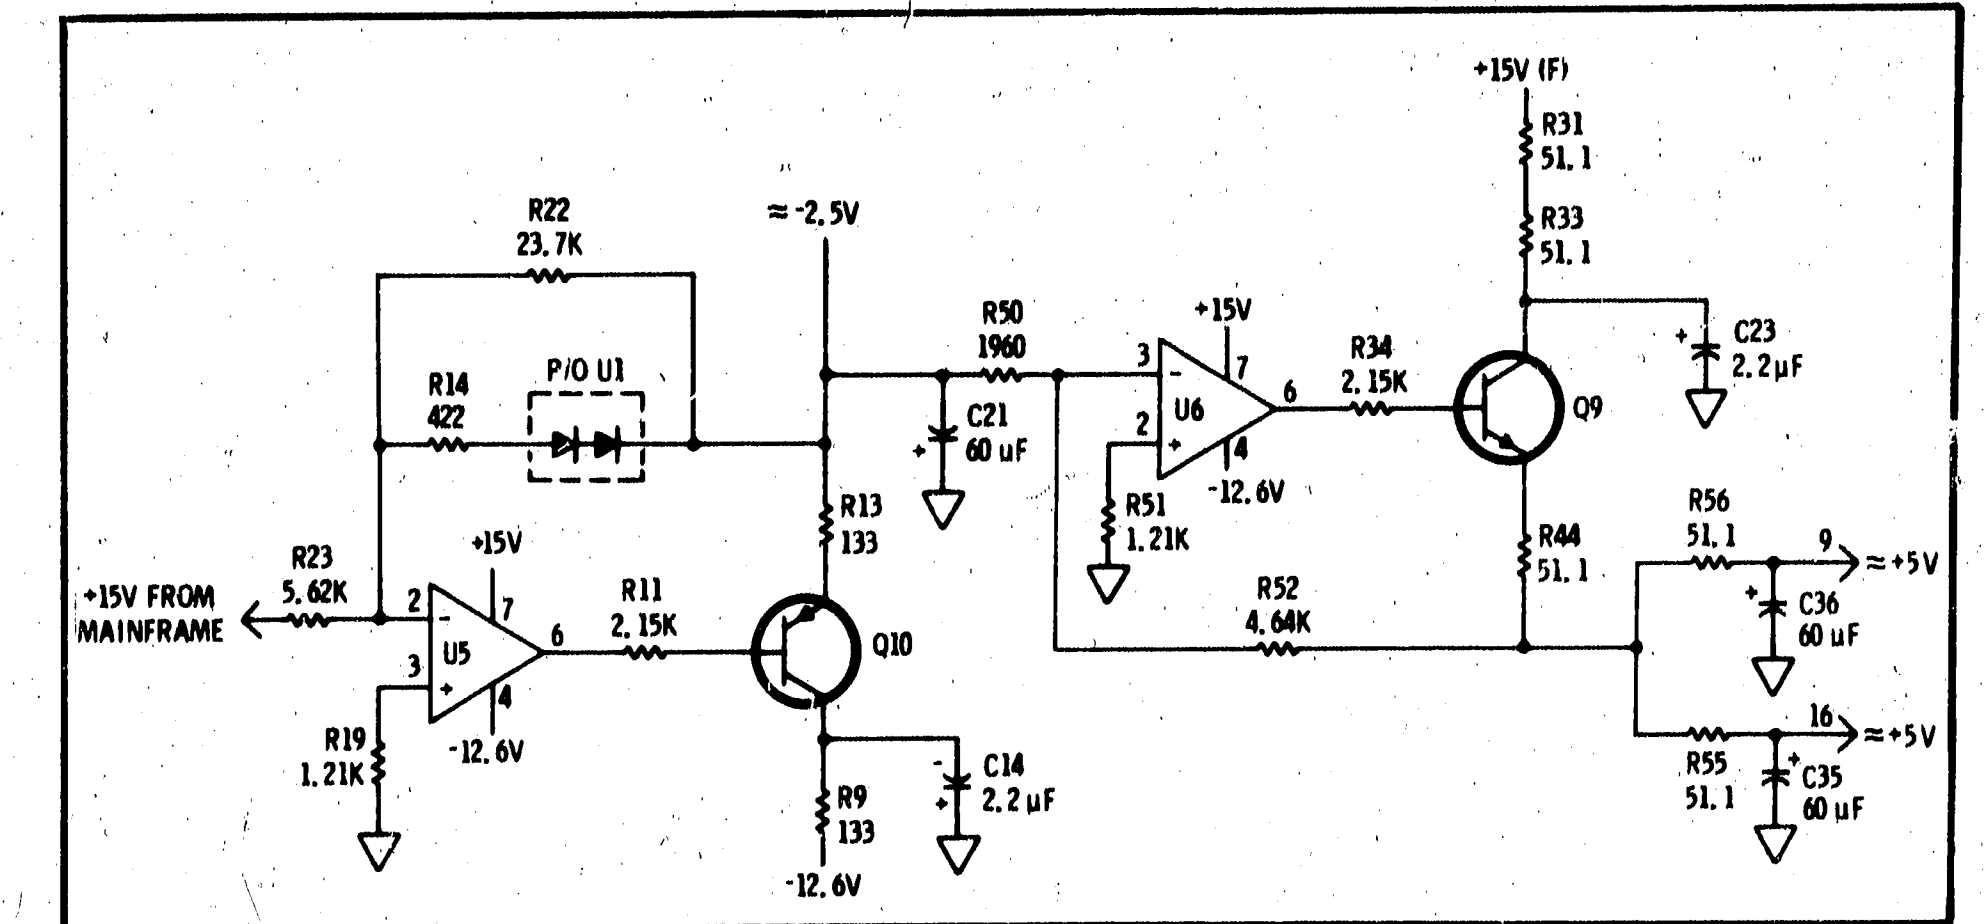 +15V (F)
R31
51.1
R33
51.1
R22
23.7K
≈ -2.5V
R14
422
P/O U1
R50
1960
+15V
3
-
7
U6
2
+
4
6
-12.6V
R34
2.15K
Q9
C23
+
2.2µF
C21
+
60 uF
R51
1.21K
R44
51.1
R56
51.1
9
≈ +5V
+
C36
60 uF
R52
4.64K
+15V FROM
MAINFRAME
R23
5.62K
+15V
2
-
7
U5
3
+
4
6
-12.6V
R11
2.15K
Q10
R13
133
R19
1.21K
-
C14
+
2.2 µF
R9
133
-12.6V
16
≈ +5V
R55
51.1
+
C35
60 uF